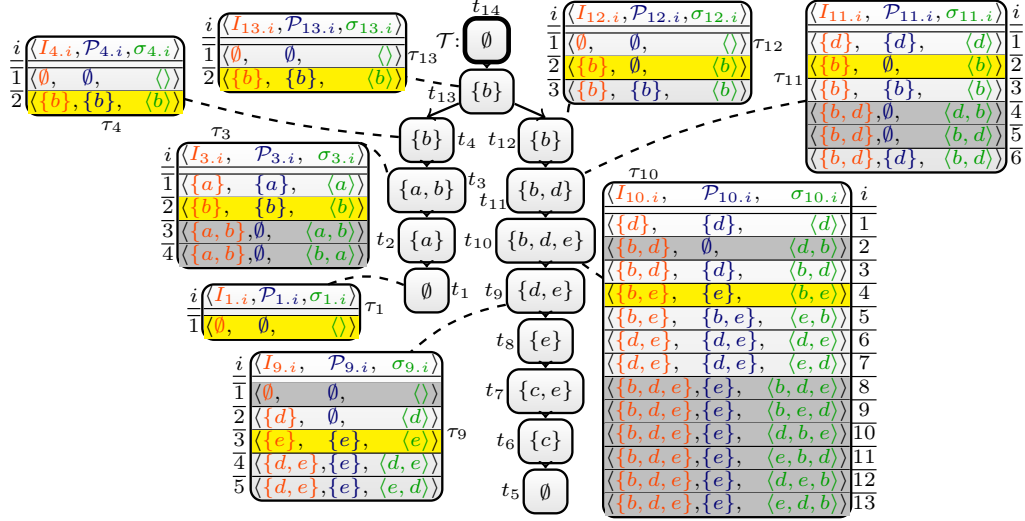 t₁₄
𝒯: ∅
t₁₃ {b}
t₄ {b}
t₁₂ {b}
t₃ {a, b}
t₁₁ {b, d}
t₂ {a}
t₁₀ {b, d, e}
t₁ ∅
t₉ {d, e}
t₈ {e}
t₇ {c, e}
t₆ {c}
t₅ ∅
i ⟨I₄.ᵢ, 𝒫₄.ᵢ, σ₄.ᵢ⟩
1 ⟨∅, ∅, ⟨⟩⟩
2 ⟨{b}, {b}, ⟨b⟩⟩
τ₄
i ⟨I₁₃.ᵢ, 𝒫₁₃.ᵢ, σ₁₃.ᵢ⟩
1 ⟨∅, ∅, ⟨⟩⟩
2 ⟨{b}, {b}, ⟨b⟩⟩
τ₁₃
i ⟨I₁₂.ᵢ, 𝒫₁₂.ᵢ, σ₁₂.ᵢ⟩
1 ⟨∅, ∅, ⟨⟩⟩
2 ⟨{b}, ∅, ⟨b⟩⟩
3 ⟨{b}, {b}, ⟨b⟩⟩
τ₁₂
⟨I₁₁.ᵢ, 𝒫₁₁.ᵢ, σ₁₁.ᵢ⟩ i
⟨{d}, {d}, ⟨d⟩⟩ 1
⟨{b}, ∅, ⟨b⟩⟩ 2
⟨{b}, {b}, ⟨b⟩⟩ 3
⟨{b, d}, ∅, ⟨d, b⟩⟩ 4
⟨{b, d}, ∅, ⟨b, d⟩⟩ 5
⟨{b, d}, {d}, ⟨b, d⟩⟩ 6
τ₁₁
τ₃
i ⟨I₃.ᵢ, 𝒫₃.ᵢ, σ₃.ᵢ⟩
1 ⟨{a}, {a}, ⟨a⟩⟩
2 ⟨{b}, {b}, ⟨b⟩⟩
3 ⟨{a, b}, ∅, ⟨a, b⟩⟩
4 ⟨{a, b}, ∅, ⟨b, a⟩⟩
i ⟨I₁.ᵢ, 𝒫₁.ᵢ, σ₁.ᵢ⟩
1 ⟨∅, ∅, ⟨⟩⟩
τ₁
i ⟨I₉.ᵢ, 𝒫₉.ᵢ, σ₉.ᵢ⟩
1 ⟨∅, ∅, ⟨⟩⟩
2 ⟨{d}, ∅, ⟨d⟩⟩
3 ⟨{e}, {e}, ⟨e⟩⟩
4 ⟨{d, e}, {e}, ⟨d, e⟩⟩
5 ⟨{d, e}, {e}, ⟨e, d⟩⟩
τ₉
τ₁₀
⟨I₁₀.ᵢ, 𝒫₁₀.ᵢ, σ₁₀.ᵢ⟩ i
⟨{d}, {d}, ⟨d⟩⟩ 1
⟨{b, d}, ∅, ⟨d, b⟩⟩ 2
⟨{b, d}, {d}, ⟨b, d⟩⟩ 3
⟨{b, e}, {e}, ⟨b, e⟩⟩ 4
⟨{b, e}, {b, e}, ⟨e, b⟩⟩ 5
⟨{d, e}, {d, e}, ⟨d, e⟩⟩ 6
⟨{d, e}, {d, e}, ⟨e, d⟩⟩ 7
⟨{b, d, e}, {e}, ⟨b, d, e⟩⟩ 8
⟨{b, d, e}, {e}, ⟨b, e, d⟩⟩ 9
⟨{b, d, e}, {e}, ⟨d, b, e⟩⟩ 10
⟨{b, d, e}, {e}, ⟨e, b, d⟩⟩ 11
⟨{b, d, e}, {e}, ⟨d, e, b⟩⟩ 12
⟨{b, d, e}, {e}, ⟨e, d, b⟩⟩ 13